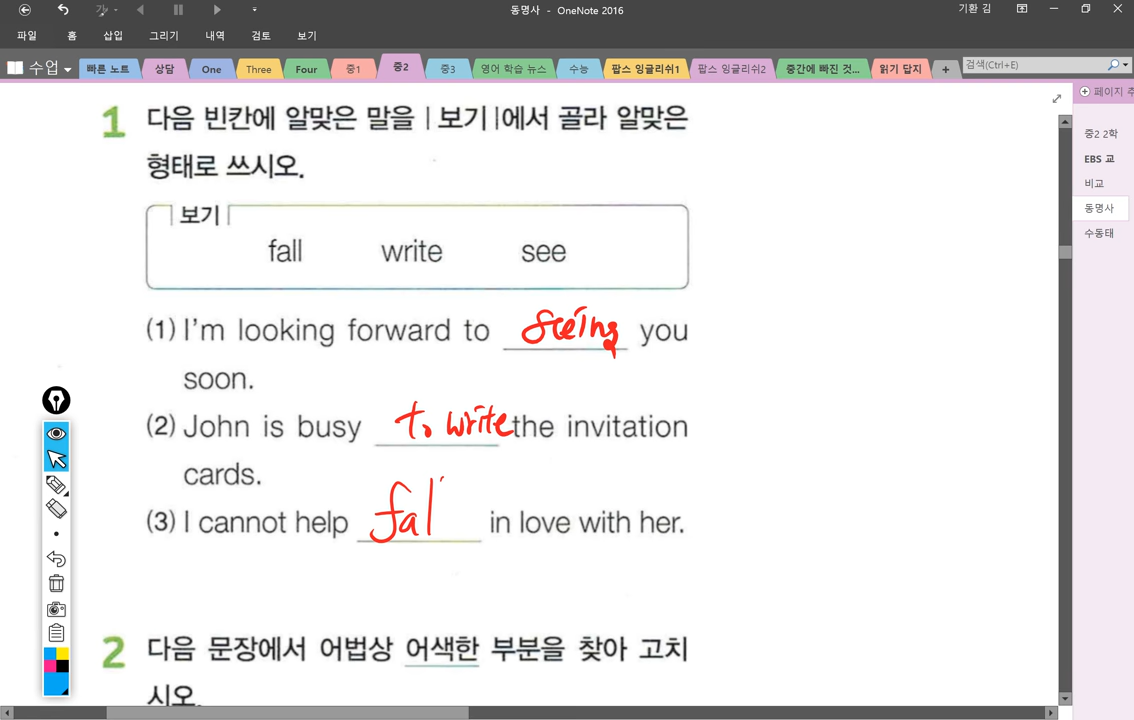 동명사 - OneNote 2016
기환 김
파일 홈 삽입 그리기 내역 검토 보기
수업 빠른 노트 상담 One Three Four 중1 중2 중3 영어 학습 뉴스 수능 팝스 잉글리쉬1 팝스 잉글리쉬2 중간에 빠진 것... 읽기 답지 + 검색(Ctrl+E)
페이지 추
중2 2학
EBS 교
비교
동명사
수동태
1 다음 빈칸에 알맞은 말을 |보기|에서 골라 알맞은
형태로 쓰시오.
보기
fall write see
(1) I'm looking forward to seeing you
soon.
(2) John is busy to write the invitation
cards.
(3) I cannot help fal in love with her.
2 다음 문장에서 어법상 어색한 부분을 찾아 고치
시오.